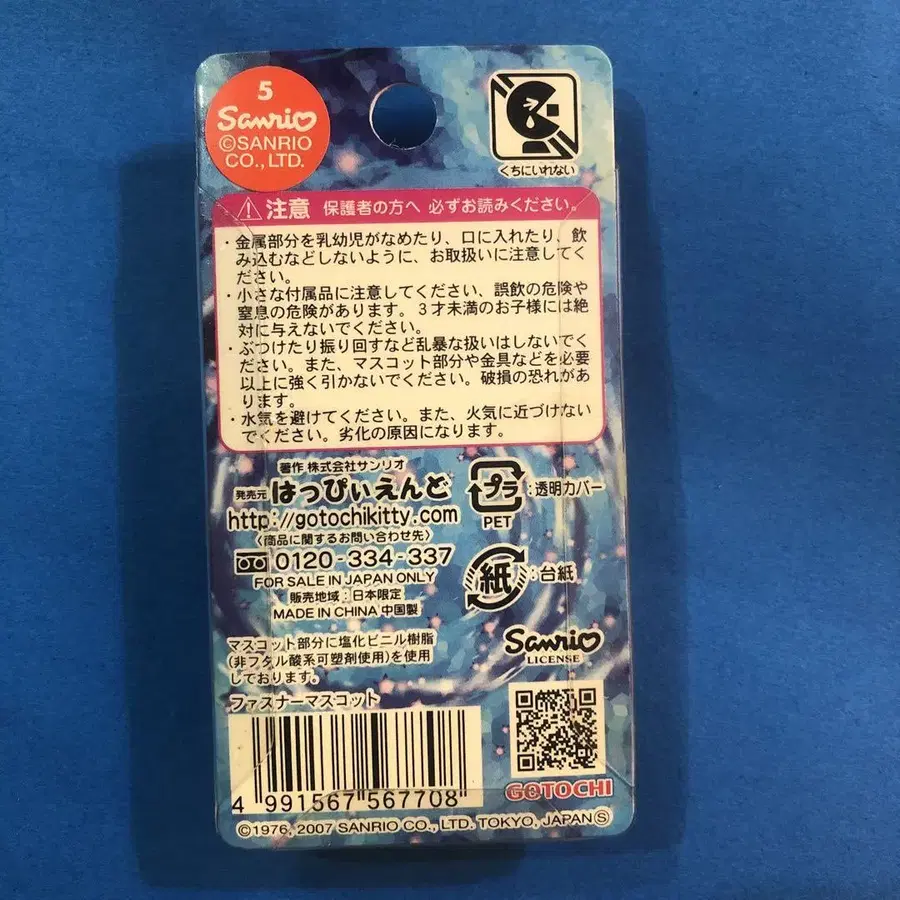 5
Sanrio
©SANRIO
CO., LTD.
くちにいれない
注意 保護者の方へ 必ずお読みください。
・金属部分を乳幼児がなめたり、口に入れたり、飲
み込むなどしないように、お取扱いに注意してく
ださい。
・小さな付属品に注意してください、誤飲の危険や
窒息の危険があります。3才未満のお子様には絶
対に与えないでください。
・ぶつけたり振り回すなど乱暴な扱いはしないでく
ださい。また、マスコット部分や金具などを必要
以上に強く引かないでください。破損の恐れがあ
ります。
・水気を避けてください。また、火気に近づけない
でください。劣化の原因になります。
著作 株式会社サンリオ
発売元 はっぴぃえんど
http://gotochikitty.com
〈商品に関するお問い合わせ先〉
0120-334-337
FOR SALE IN JAPAN ONLY
販売地域：日本限定
MADE IN CHINA 中国製
プラ：透明カバー
PET
紙：台紙
マスコット部分に塩化ビニル樹脂
(非フタル酸系可塑剤使用)を使用
しております。
Sanrio
LICENSE
ファスナーマスコット
4 991567 567708
GOTOCHI
©1976, 2007 SANRIO CO., LTD. TOKYO, JAPAN Ⓢ